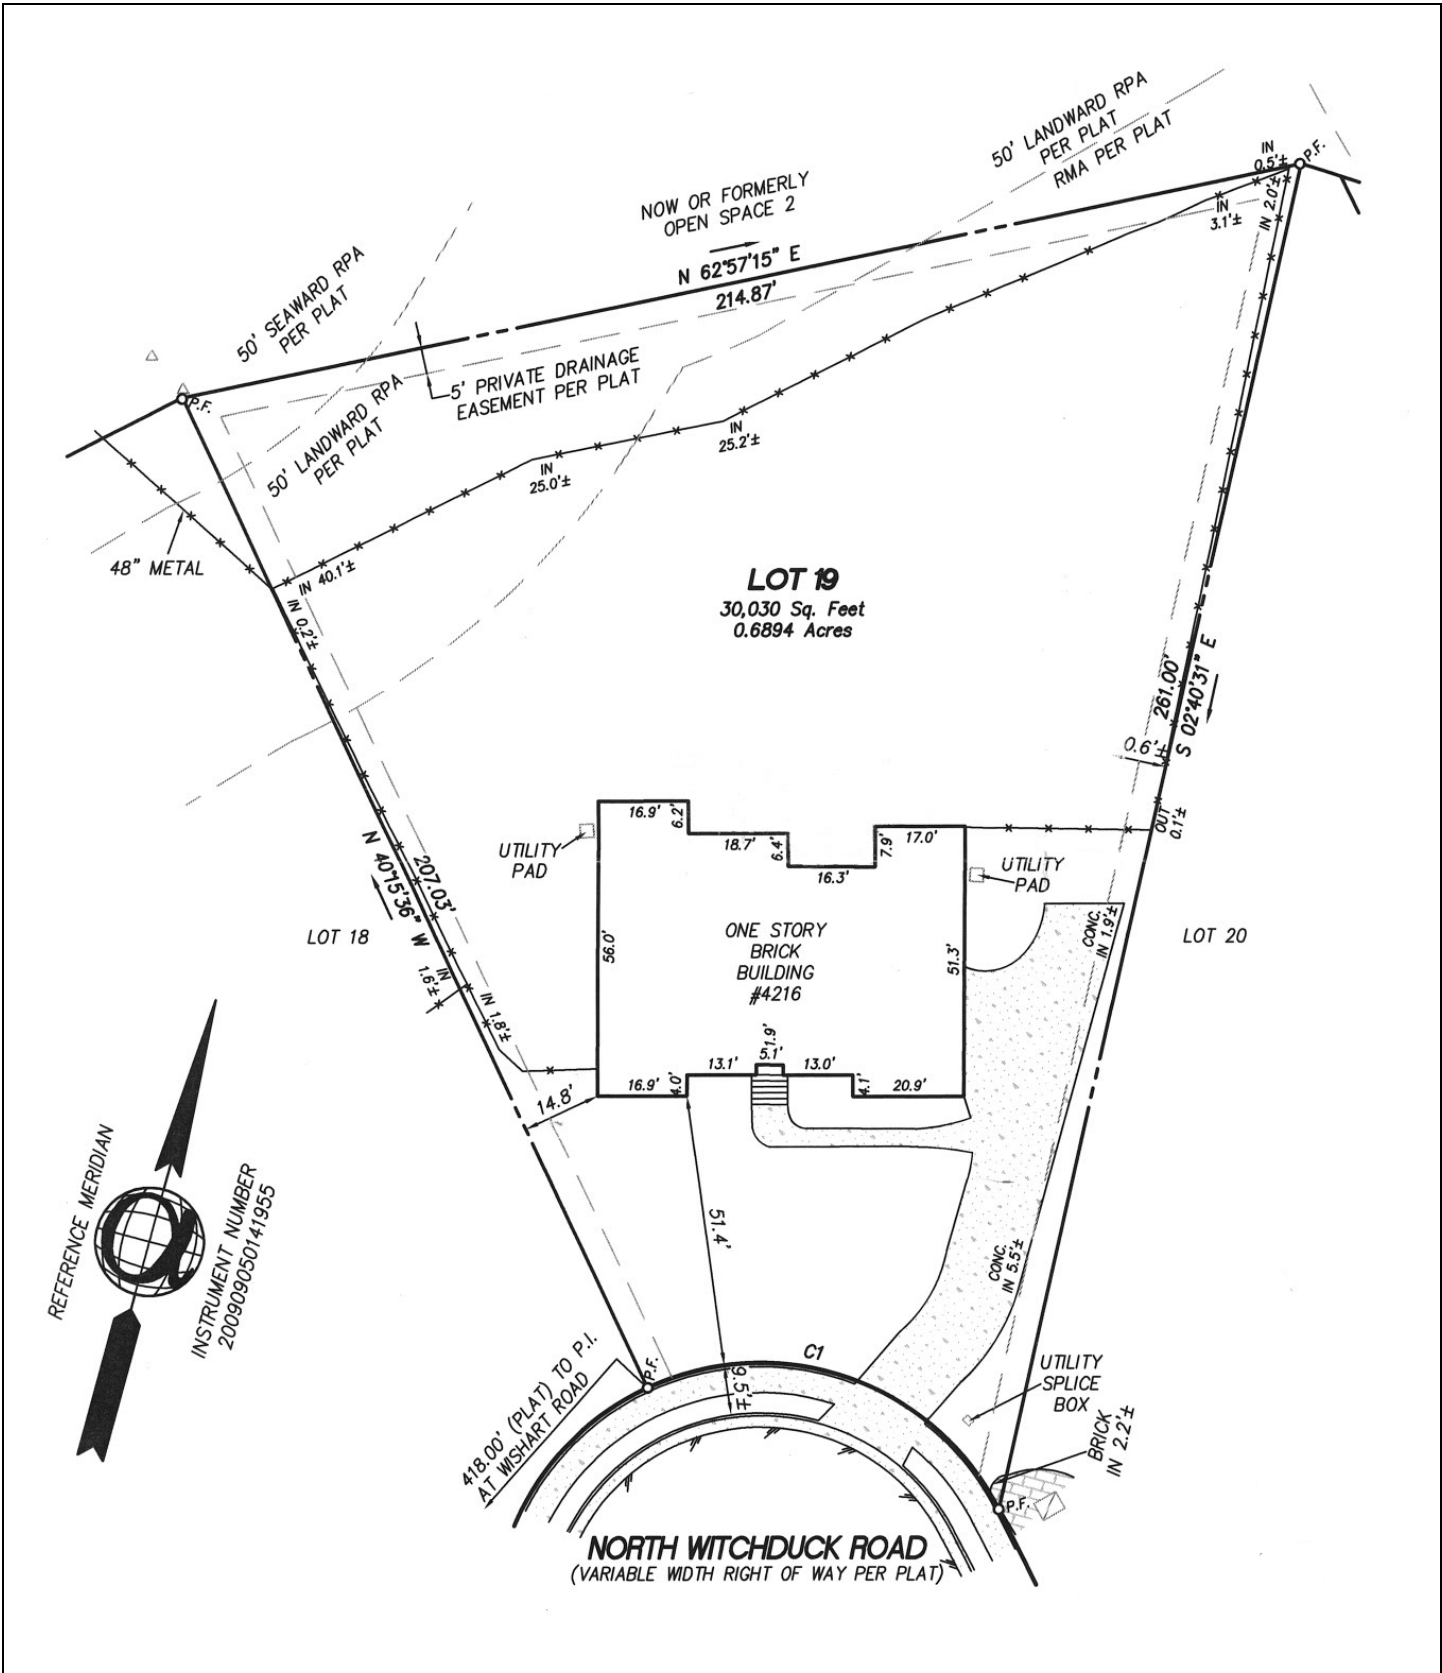 50' LANDWARD RPA
PER PLAT
RMA PER PLAT
IN
0.5'±
P.F.
IN 2.0'±
IN
3.1'±
NOW OR FORMERLY
OPEN SPACE 2
N 62°57'15" E
214.87'
50' SEAWARD RPA
PER PLAT
5' PRIVATE DRAINAGE
EASEMENT PER PLAT
P.F.
50' LANDWARD RPA
PER PLAT
IN
25.2'±
IN
25.0'±
48" METAL
IN 40.1'±
IN 0.2'±
LOT 19
30,030 Sq. Feet
0.6894 Acres
261.00'
S 02°40'31" E
0.6'±
OUT
0.1'±
16.9'
6.2'
18.7'
6.4'
16.3'
7.9'
17.0'
UTILITY
PAD
UTILITY
PAD
207.03'
N 40°15'36" W
LOT 18
56.0'
ONE STORY
BRICK
BUILDING
#4216
51.3'
CONC.
IN 1.9'±
LOT 20
IN
1.6'±
IN 1.8'±
13.1'
5.1'
1.9'
13.0'
16.9'
4.0'
4.1'
20.9'
14.8'
51.4'
REFERENCE MERIDIAN
a
INSTRUMENT NUMBER
20090905014​1955
CONC.
IN 5.5'±
C1
418.00' (PLAT) TO P.I.
AT WISHART ROAD
P.F.
9.5'±
UTILITY
SPLICE
BOX
BRICK
IN 2.2'±
P.F.
NORTH WITCHDUCK ROAD
(VARIABLE WIDTH RIGHT OF WAY PER PLAT)